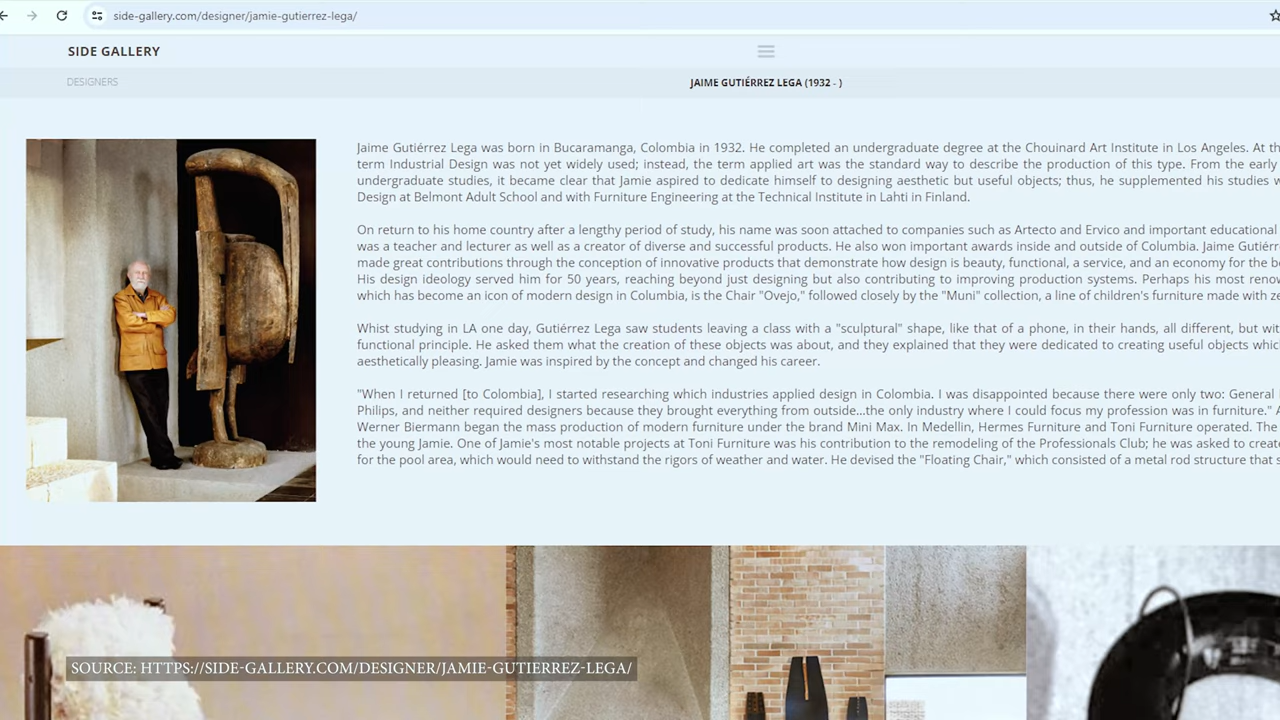 side-gallery.com/designer/jamie-gutierrez-lega/
SIDE GALLERY
DESIGNERS
JAIME GUTIÉRREZ LEGA (1932 - )
Jaime Gutiérrez Lega was born in Bucaramanga, Colombia in 1932. He completed an undergraduate degree at the Chouinard Art Institute in Los Angeles. At th
term Industrial Design was not yet widely used; instead, the term applied art was the standard way to describe the production of this type. From the early
undergraduate studies, it became clear that Jamie aspired to dedicate himself to designing aesthetic but useful objects; thus, he supplemented his studies w
Design at Belmont Adult School and with Furniture Engineering at the Technical Institute in Lahti in Finland.
On return to his home country after a lengthy period of study, his name was soon attached to companies such as Artecto and Ervico and important educational
was a teacher and lecturer as well as a creator of diverse and successful products. He also won important awards inside and outside of Columbia. Jaime Gutiérr
made great contributions through the conception of innovative products that demonstrate how design is beauty, functional, a service, and an economy for the be
His design ideology served him for 50 years, reaching beyond just designing but also contributing to improving production systems. Perhaps his most renow
which has become an icon of modern design in Columbia, is the Chair "Ovejo," followed closely by the "Muni" collection, a line of children's furniture made with ze
Whist studying in LA one day, Gutiérrez Lega saw students leaving a class with a "sculptural" shape, like that of a phone, in their hands, all different, but wit
functional principle. He asked them what the creation of these objects was about, and they explained that they were dedicated to creating useful objects whic
aesthetically pleasing. Jamie was inspired by the concept and changed his career.
"When I returned [to Colombia], I started researching which industries applied design in Colombia. I was disappointed because there were only two: General
Philips, and neither required designers because they brought everything from outside...the only industry where I could focus my profession was in furniture." A
Werner Biermann began the mass production of modern furniture under the brand Mini Max. In Medellin, Hermes Furniture and Toni Furniture operated. The
the young Jamie. One of Jamie's most notable projects at Toni Furniture was his contribution to the remodeling of the Professionals Club; he was asked to create
for the pool area, which would need to withstand the rigors of weather and water. He devised the "Floating Chair," which consisted of a metal rod structure that s
SOURCE: HTTPS://SIDE-GALLERY.COM/DESIGNER/JAMIE-GUTIERREZ-LEGA/